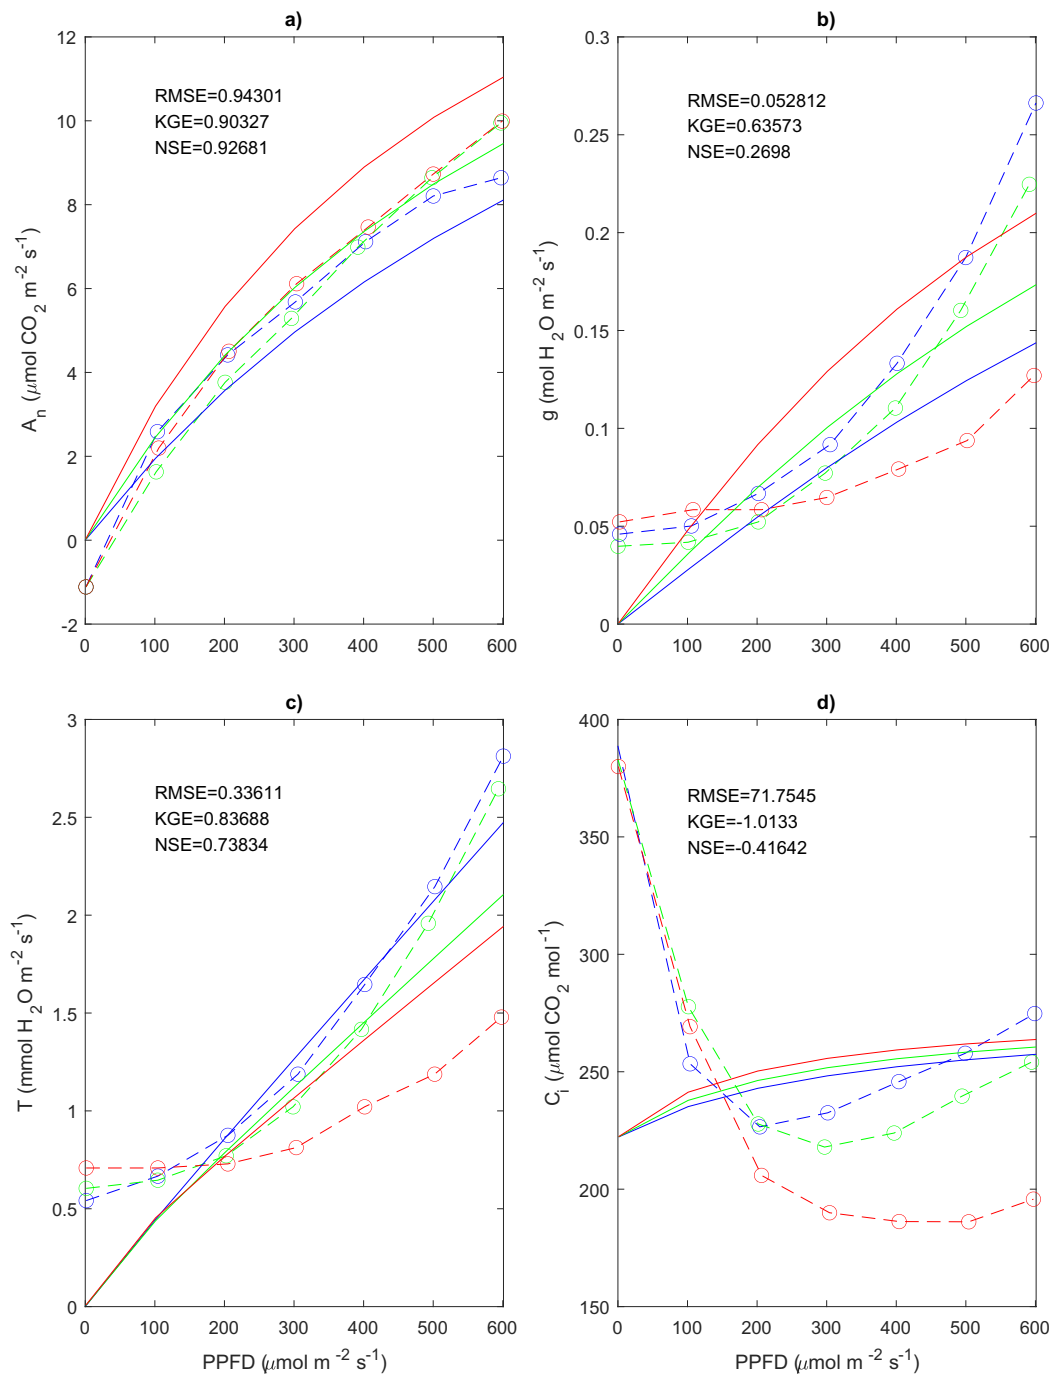 a)
12
10
8
6
4
2
0
-2
RMSE=0.94301
KGE=0.90327
NSE=0.92681
A_n (μmol CO_2 m^-2 s^-1)
0 100 200 300 400 500 600
b)
0.3
0.25
0.2
0.15
0.1
0.05
0
RMSE=0.052812
KGE=0.63573
NSE=0.2698
g (mol H_2O m^-2 s^-1)
0 100 200 300 400 500 600
c)
3
2.5
2
1.5
1
0.5
0
RMSE=0.33611
KGE=0.83688
NSE=0.73834
T (mmol H_2O m^-2 s^-1)
0 100 200 300 400 500 600
PPFD (μmol m^-2 s^-1)
d)
400
350
300
250
200
150
RMSE=71.7545
KGE=-1.0133
NSE=-0.41642
C_i (μmol CO_2 mol^-1)
0 100 200 300 400 500 600
PPFD (μmol m^-2 s^-1)